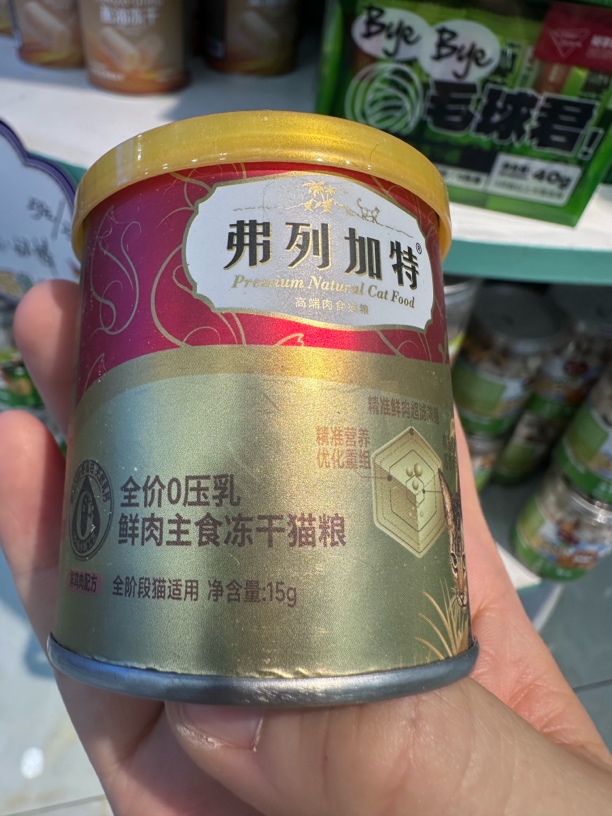 Bye
Bye
毛球君!
40g
弗列加特®
Premium Natural Cat Food
高端肉食猫粮
精准营养
优化重组
全价0压乳
鲜肉主食冻干猫粮
全阶段猫适用 净含量:15g